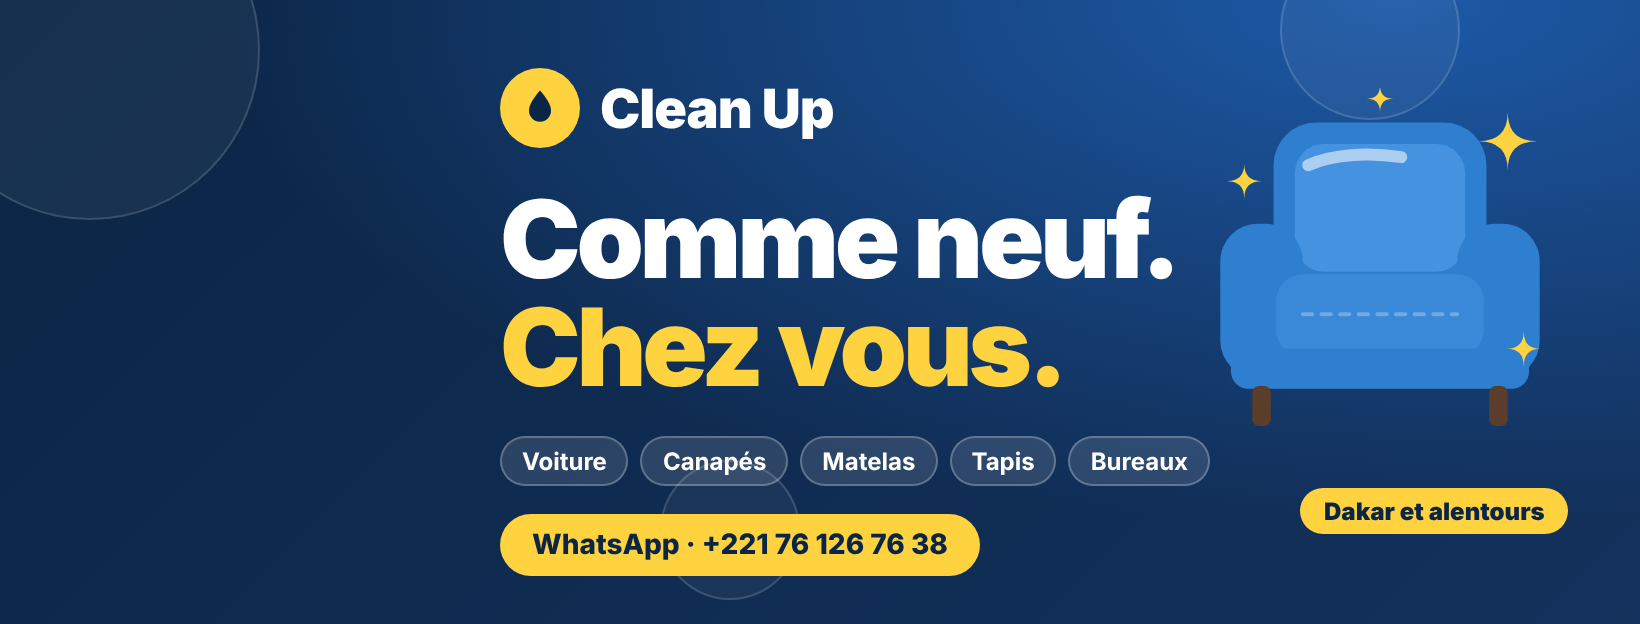 Clean Up
Comme neuf.
Chez vous.
Voiture
Canapés
Matelas
Tapis
Bureaux
WhatsApp · +221 76 126 76 38
Dakar et alentours